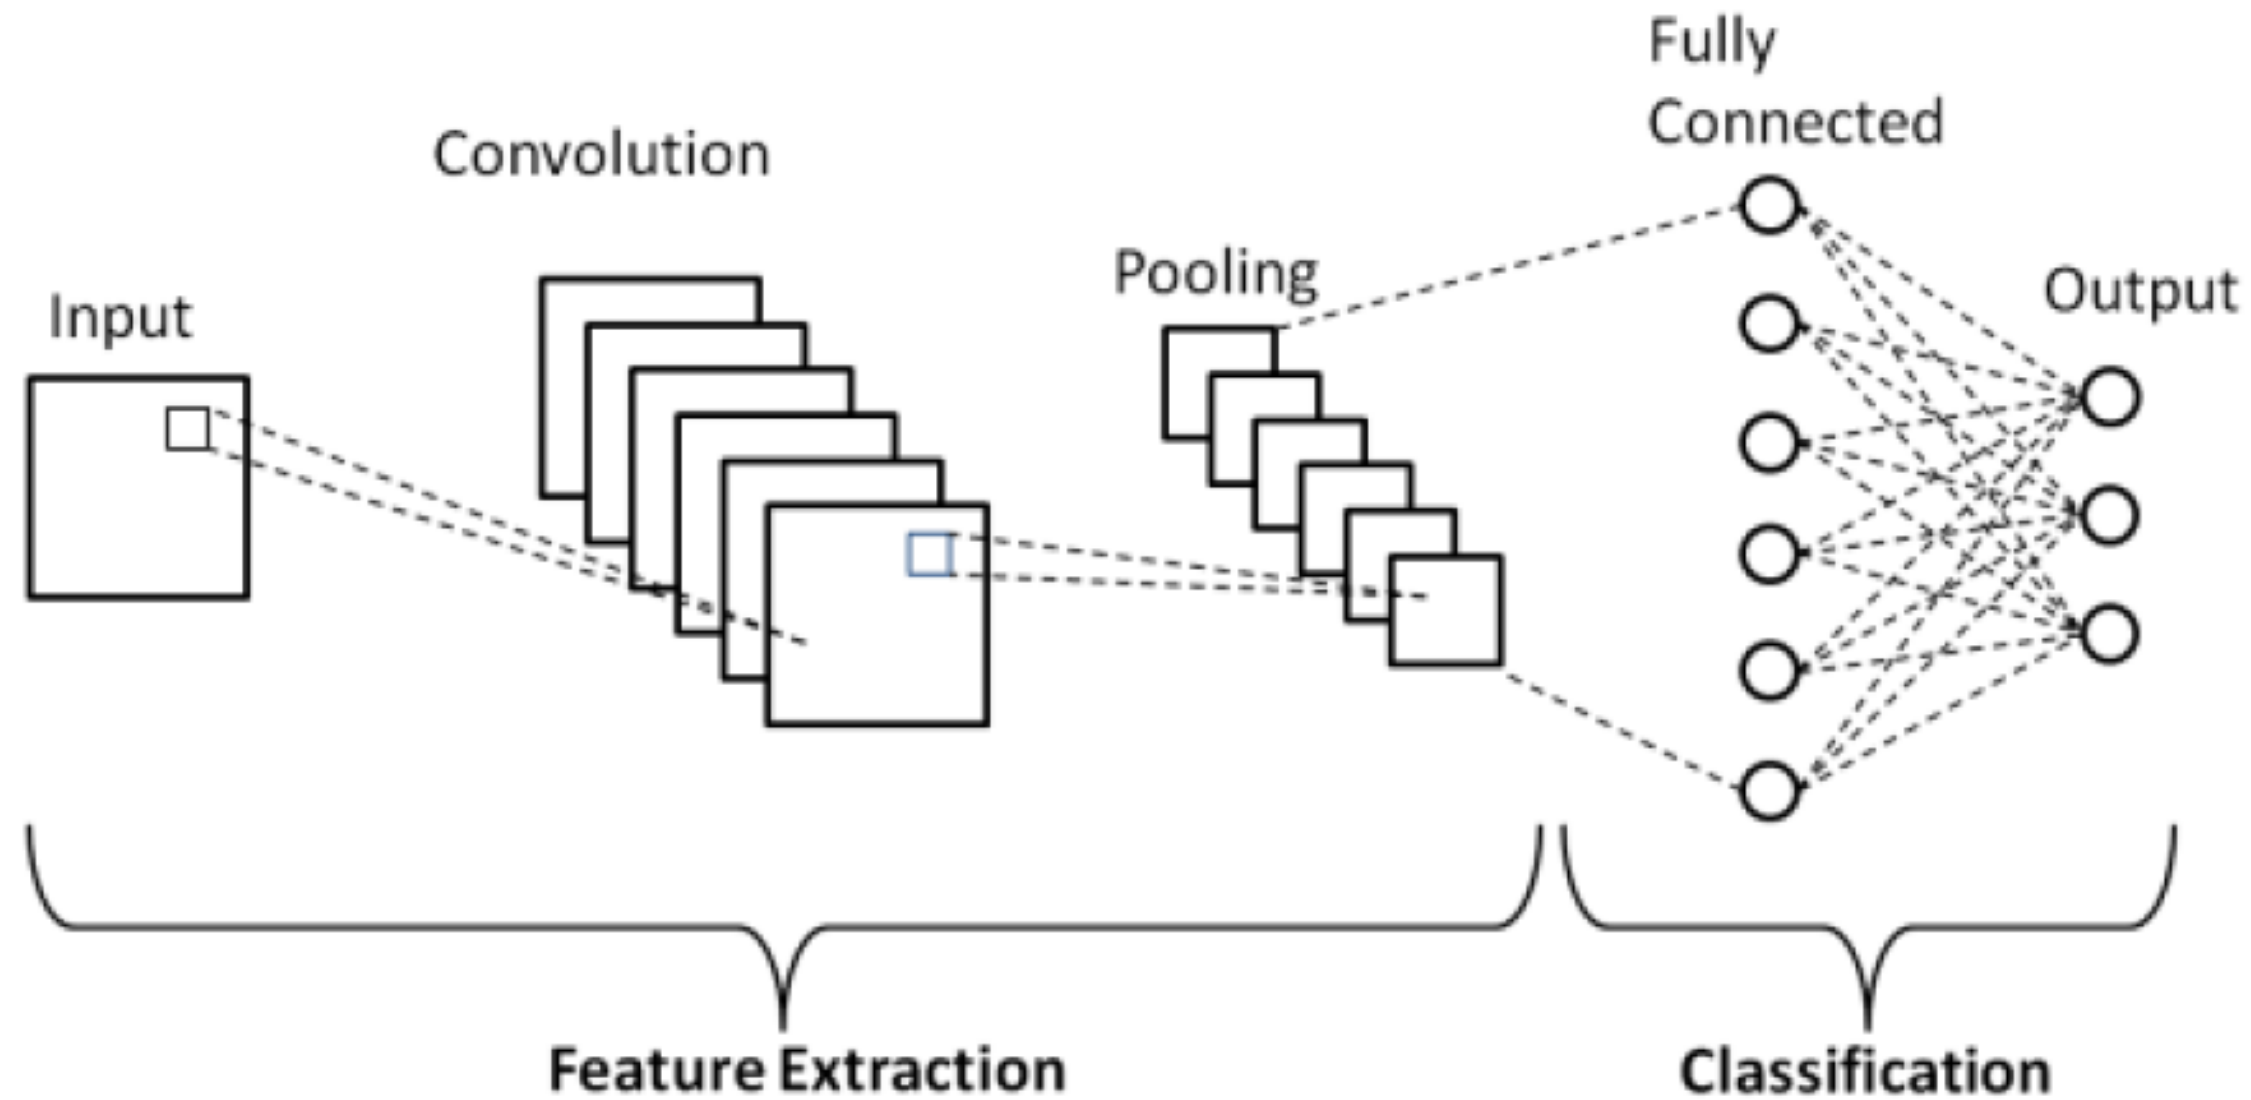 Input
Convolution
Pooling
Fully
Connected
Output
Feature Extraction
Classification